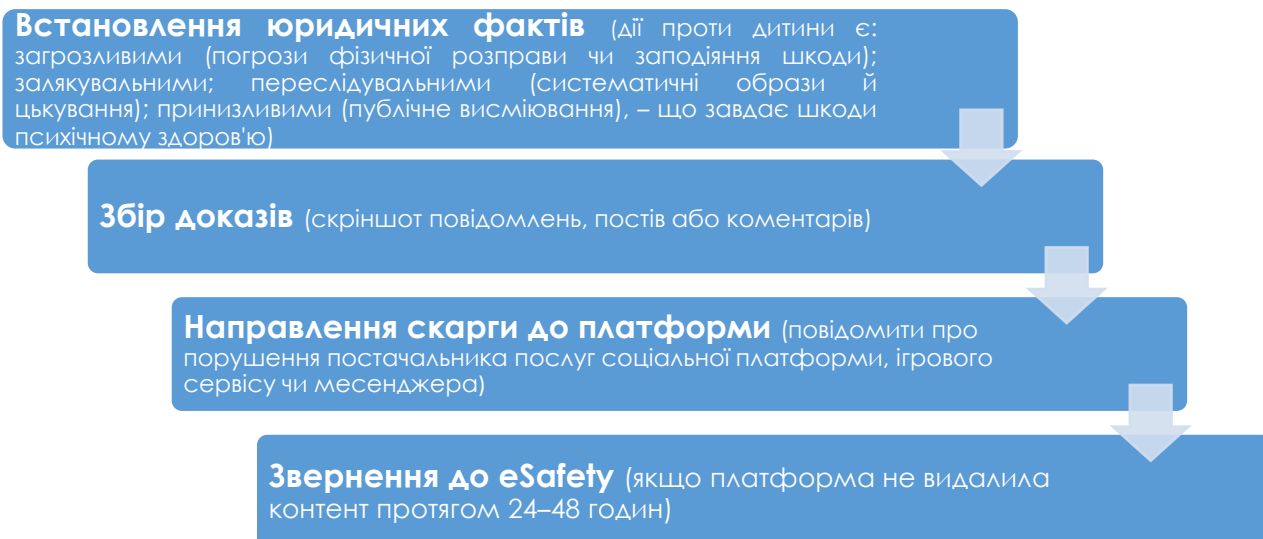 Встановлення юридичних фактів (дії проти дитини є:
загрозливими (погрози фізичної розправи чи заподіяння шкоди);
залякувальними; переслідувальними (систематичні образи й
цькування); принизливими (публічне висміювання), – що завдає шкоди
психічному здоров'ю)
Збір доказів (скріншот повідомлень, постів або коментарів)
Направлення скарги до платформи (повідомити про
порушення постачальника послуг соціальної платформи, ігрового
сервісу чи месенджера)
Звернення до eSafety (якщо платформа не видалила
контент протягом 24–48 годин)